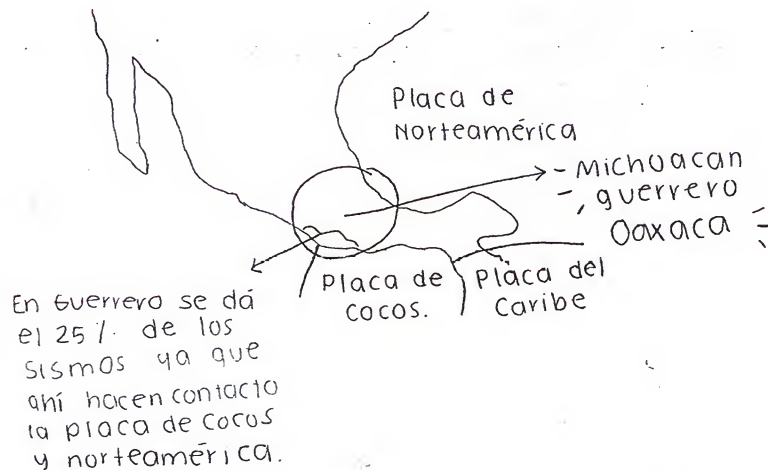 Placa de
Norteamérica
- Michoacan
- , guerrero
Oaxaca
Placa de
Cocos.
Placa del
Caribe
En Guerrero se dá
el 25%. de los
sismos ya que
ahí hacen contacto
la placa de cocos
y norteamérica.